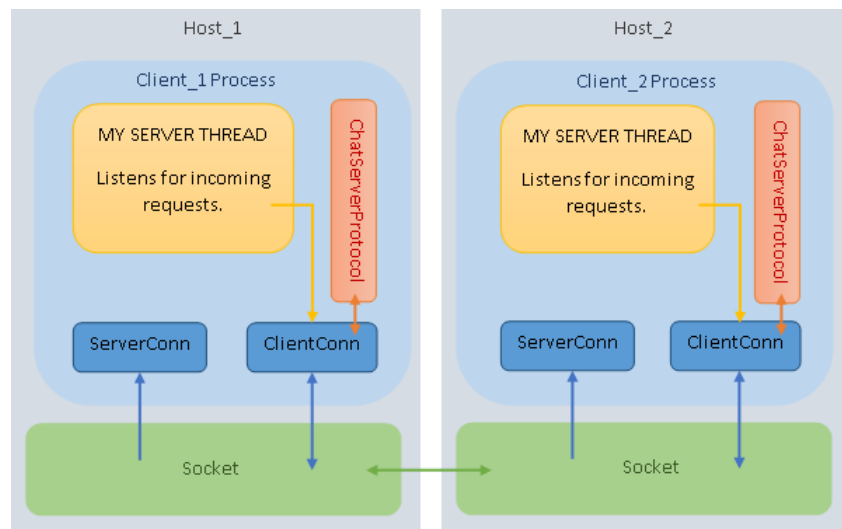 Host_1
Client_1 Process
MY SERVER THREAD
Listens for incoming
requests.
ChatServerProtocol
ServerConn
ClientConn
Socket
Host_2
Client_2 Process
MY SERVER THREAD
Listens for incoming
requests.
ChatServerProtocol
ServerConn
ClientConn
Socket